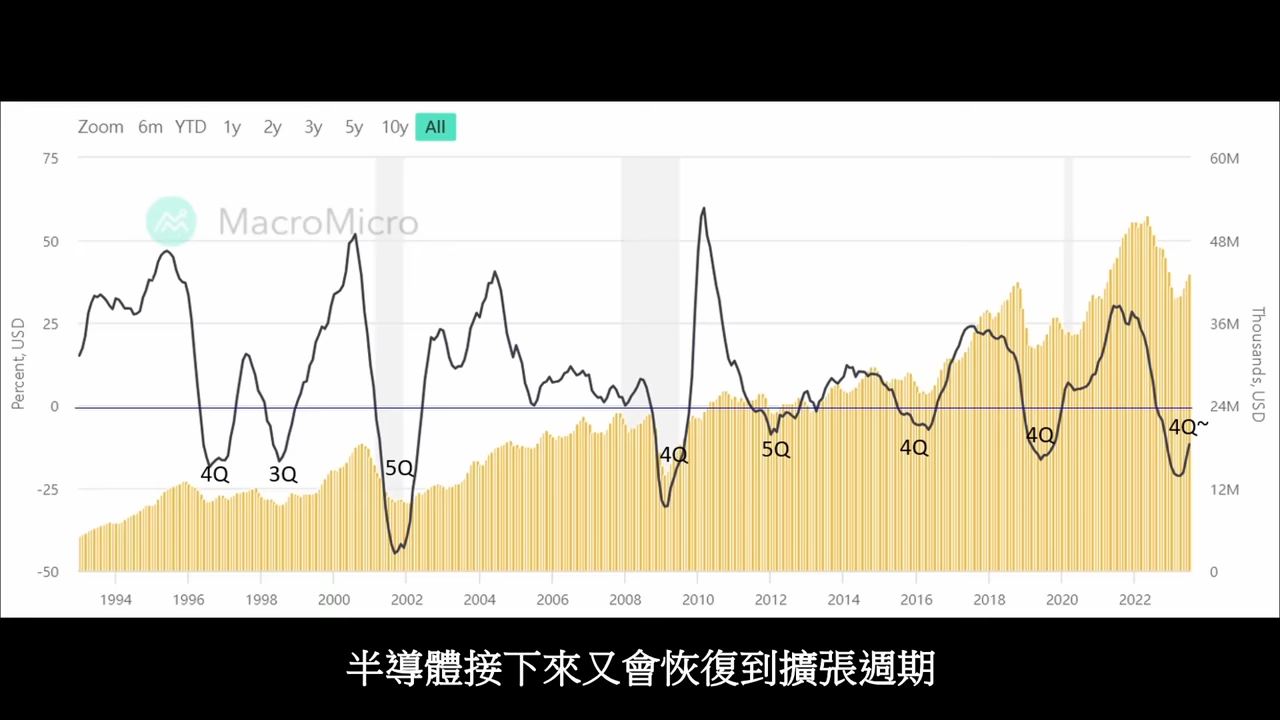 Zoom 6m YTD 1y 2y 3y 5y 10y All
75 60M
MacroMicro
50 48M
25 36M
Percent, USD
Thousands, USD
0 24M
4Q 3Q 5Q 4Q 5Q 4Q 4Q 4Q~
-25 12M
-50 0
1994 1996 1998 2000 2002 2004 2006 2008 2010 2012 2014 2016 2018 2020 2022
半導體接下來又會恢復到擴張週期